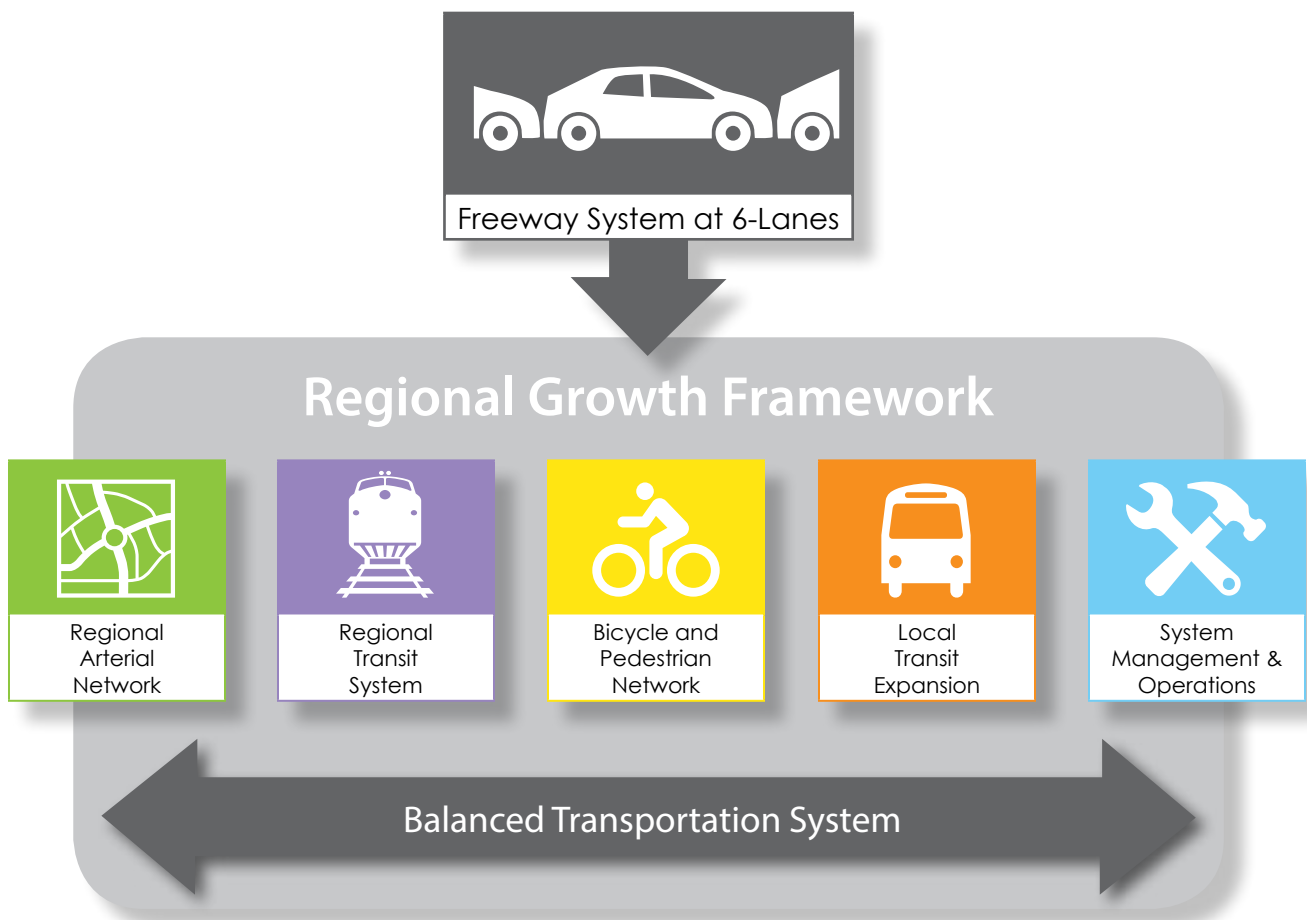 Freeway System at 6-Lanes
Regional Growth Framework
Regional
Arterial
Network
Regional
Transit
System
Bicycle and
Pedestrian
Network
Local
Transit
Expansion
System
Management &
Operations
Balanced Transportation System